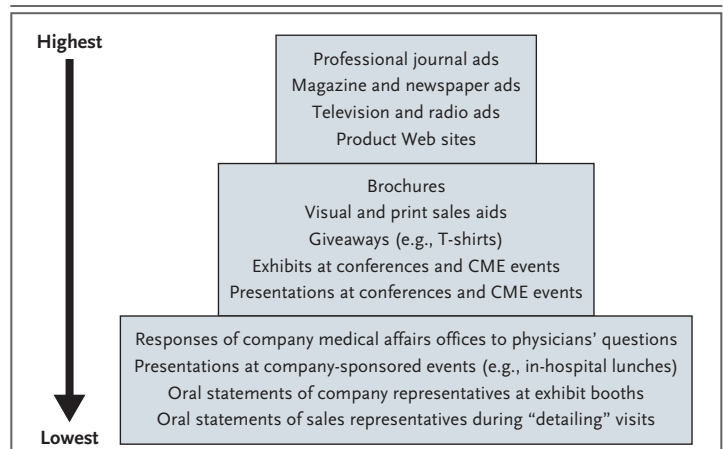 Highest
Professional journal ads
Magazine and newspaper ads
Television and radio ads
Product Web sites
Brochures
Visual and print sales aids
Giveaways (e.g., T-shirts)
Exhibits at conferences and CME events
Presentations at conferences and CME events
Responses of company medical affairs offices to physicians’ questions
Presentations at company-sponsored events (e.g., in-hospital lunches)
Oral statements of company representatives at exhibit booths
Oral statements of sales representatives during “detailing” visits
Lowest